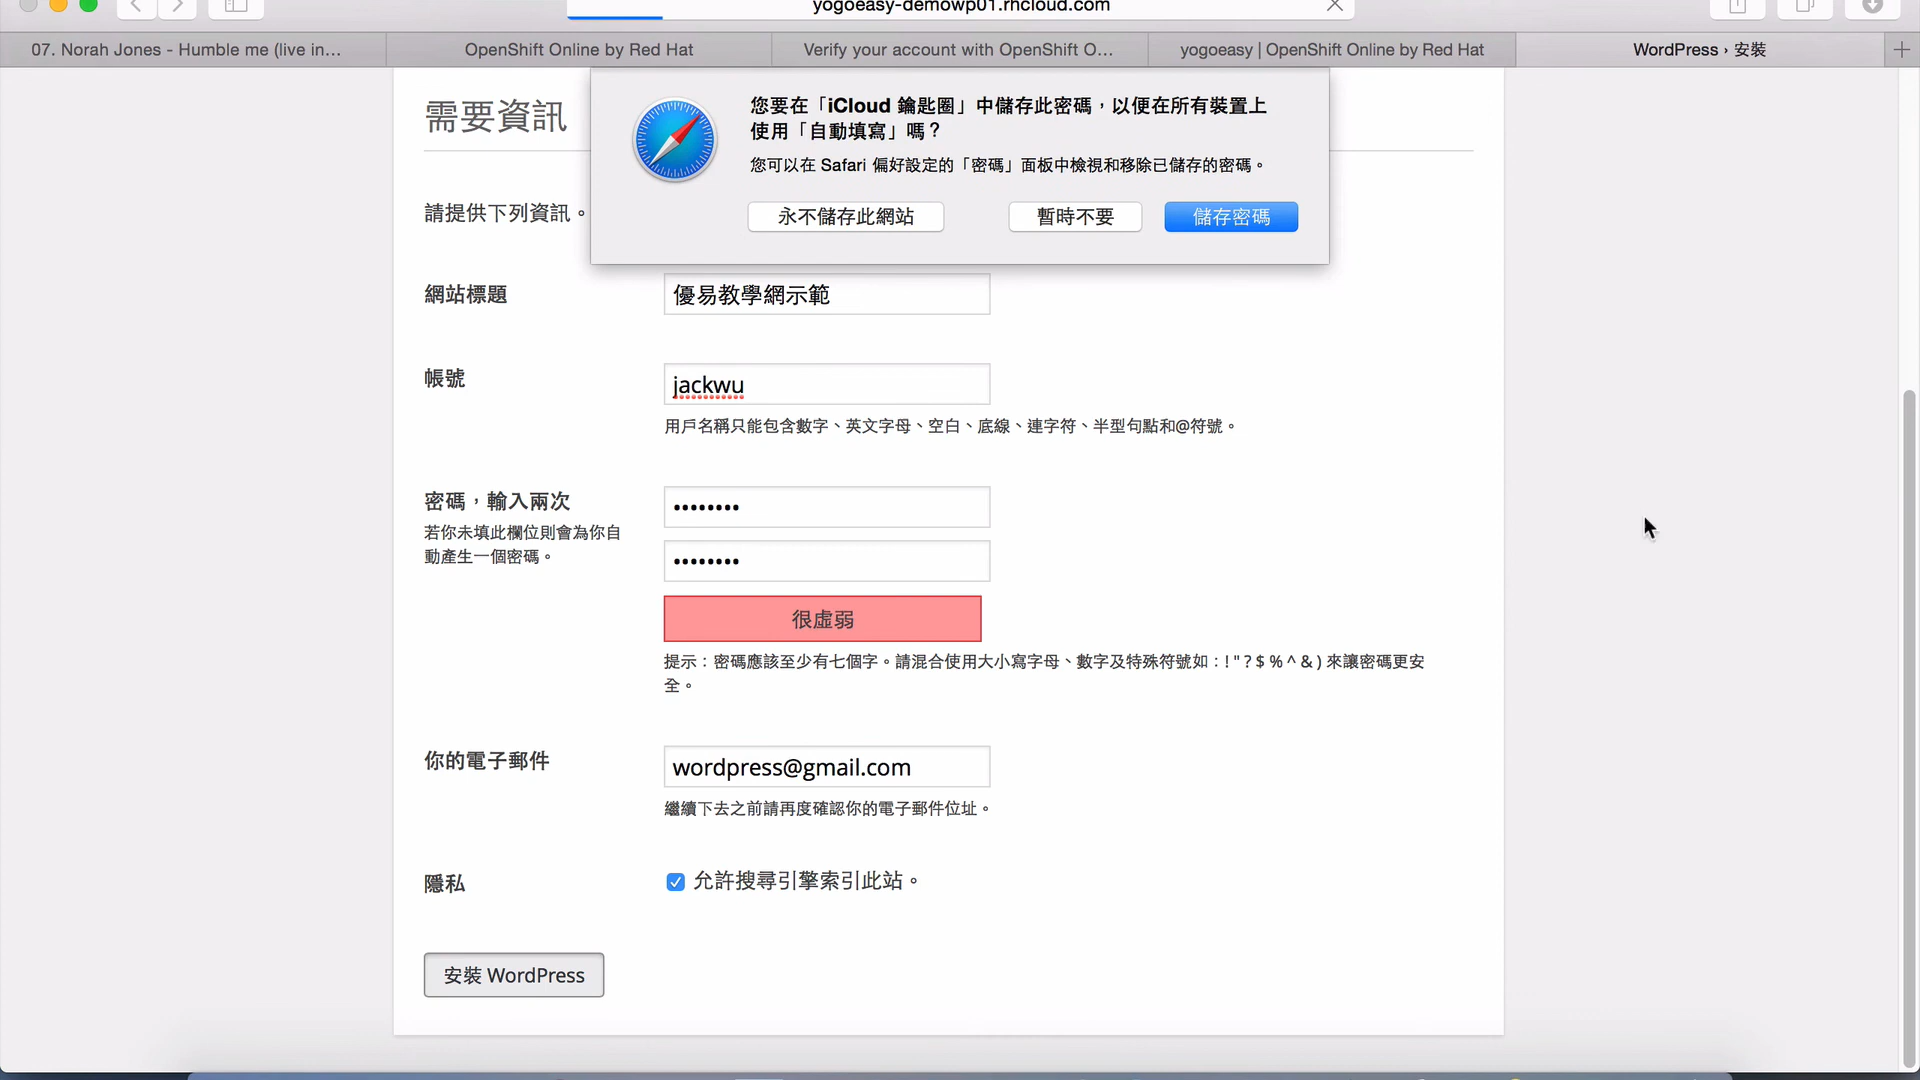 yogoeasy-demowp01.rhcloud.com
07. Norah Jones - Humble me (live in...
OpenShift Online by Red Hat
Verify your account with OpenShift O...
yogoeasy | OpenShift Online by Red Hat
WordPress › 安裝
您要在「iCloud 鑰匙圈」中儲存此密碼，以便在所有裝置上
使用「自動填寫」嗎？
您可以在 Safari 偏好設定的「密碼」面板中檢視和移除已儲存的密碼。
永不儲存此網站
暫時不要
儲存密碼
需要資訊
請提供下列資訊。
網站標題
優易教學網示範
帳號
jackwu
用戶名稱只能包含數字、英文字母、空白、底線、連字符、半型句點和@符號。
密碼，輸入兩次
若你未填此欄位則會為你自
動產生一個密碼。
••••••••
••••••••
很虛弱
提示：密碼應該至少有七個字。請混合使用大小寫字母、數字及特殊符號如：! " ? $ % ^ & ) 來讓密碼更安
全。
你的電子郵件
wordpress@gmail.com
繼續下去之前請再度確認你的電子郵件位址。
隱私
允許搜尋引擎索引此站。
安裝 WordPress